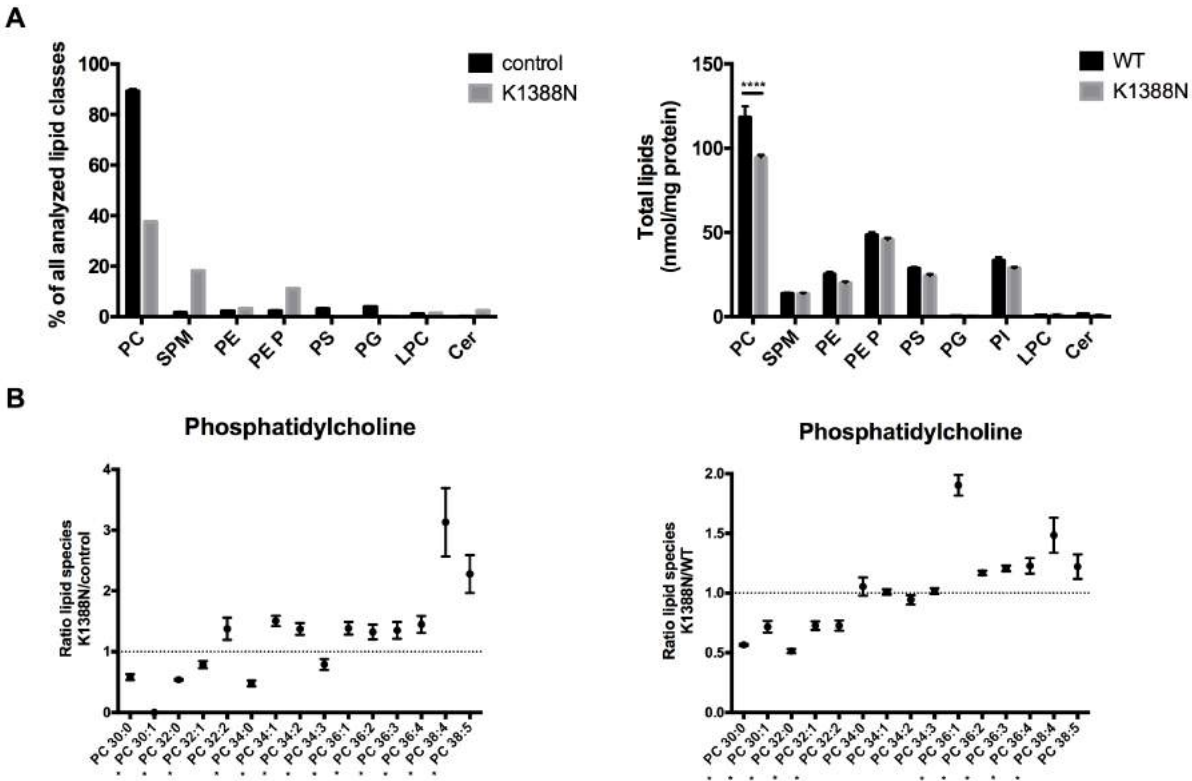 A
% of all analyzed lipid classes
100
80
60
40
20
0
control
K1388N
PC
SPM
PE
PE P
PS
PG
LPC
Cer
Total lipids
(nmol/mg protein)
150
100
50
0
****
WT
K1388N
PC
SPM
PE
PE P
PS
PG
PI
LPC
Cer
B
Phosphatidylcholine
Ratio lipid species
K1388N/control
4
3
2
1
0
PC 30:0
PC 30:1
PC 32:0
PC 32:1
PC 32:2
PC 34:0
PC 34:1
PC 34:2
PC 34:3
PC 36:1
PC 36:2
PC 36:3
PC 36:4
PC 38:4
PC 38:5
* * * * * * * * * * * *
Phosphatidylcholine
Ratio lipid species
K1388N/WT
2.0
1.5
1.0
0.5
0.0
PC 30:0
PC 30:1
PC 32:0
PC 32:1
PC 32:2
PC 34:0
PC 34:1
PC 34:2
PC 34:3
PC 36:1
PC 36:2
PC 36:3
PC 36:4
PC 38:4
PC 38:5
* * * * * * * * * *